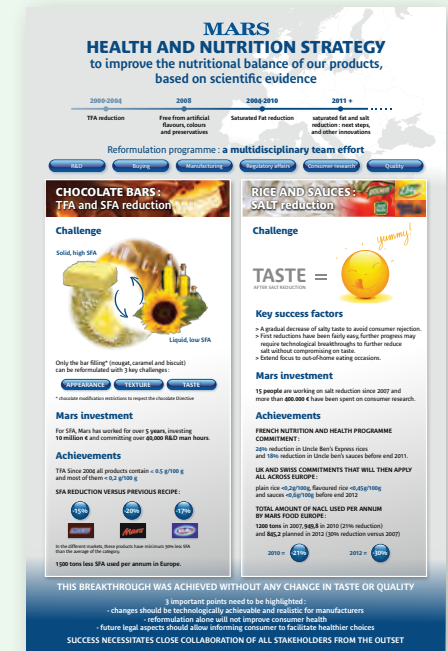 MARS
HEALTH AND NUTRITION STRATEGY
to improve the nutritional balance of our products,
based on scientific evidence
2000-2004
2008
2004-2010
2011 +
TFA reduction
Free from artificial
flavours, colours
and preservatives
Saturated Fat reduction
saturated fat and salt
reduction : next steps,
and other innovations
Reformulation programme : a multidisciplinary team effort
R&D
Buying
Manufacturing
Regulatory affairs
Consumer research
Quality
CHOCOLATE BARS :
TFA and SFA reduction
Challenge
Solid, high SFA
Liquid, low SFA
Only the bar filling* (nougat, caramel and biscuit)
can be reformulated with 3 key challenges :
APPEARANCE
TEXTURE
TASTE
* chocolate modification restrictions to respect the chocolate Directive
Mars investment
For SFA, Mars has worked for over 5 years, investing
10 million € and committing over 40,000 R&D man hours.
Achievements
TFA Since 2004 all products contain < 0.5 g/100 g
and most of them < 0,2 g/100 g
SFA REDUCTION VERSUS PREVIOUS RECIPE :
-15%
-20%
-17%
In the different markets, these products have minimum 30% less SFA
than the average of the category.
1500 tons less SFA used per annum in Europe.
RICE AND SAUCES :
SALT reduction
Challenge
yummy!
TASTE =
AFTER SALT REDUCTION
Key success factors
> A gradual decrease of salty taste to avoid consumer rejection.
> First reductions have been fairly easy, further progress may
require technological breakthroughs to further reduce
salt without compromising on taste.
> Extend focus to out-of-home eating occasions.
Mars investment
15 people are working on salt reduction since 2007 and
more than 400.000 € have been spent on consumer research.
Achievements
FRENCH NUTRITION AND HEALTH PROGRAMME
COMMITMENT :
24% reduction in Uncle Ben's Express rices
and 18% reduction in Uncle ben's sauces before end 2011.
UK AND SWISS COMMITMENTS THAT WILL THEN APPLY
ALL ACROSS EUROPE :
plain rice <0,2g/100g, flavoured rice <0,45g/100g
and sauces <0,6g/100g before end 2012
TOTAL AMOUNT OF NACL USED PER ANNUM
BY MARS FOOD EUROPE :
1200 tons in 2007, 949,8 in 2010 (21% reduction)
and 845,2 planned in 2012 (30% reduction versus 2007)
2010 = -21%
2012 = -30%
THIS BREAKTHROUGH WAS ACHIEVED WITHOUT ANY CHANGE IN TASTE OR QUALITY
3 important points need to be highlighted :
- changes should be technologically achievable and realistic for manufacturers
- reformulation alone will not improve consumer health
- future legal aspects should allow informing consumer to facilitate healthier choices
SUCCESS NECESSITATES CLOSE COLLABORATION OF ALL STAKEHOLDERS FROM THE OUTSET